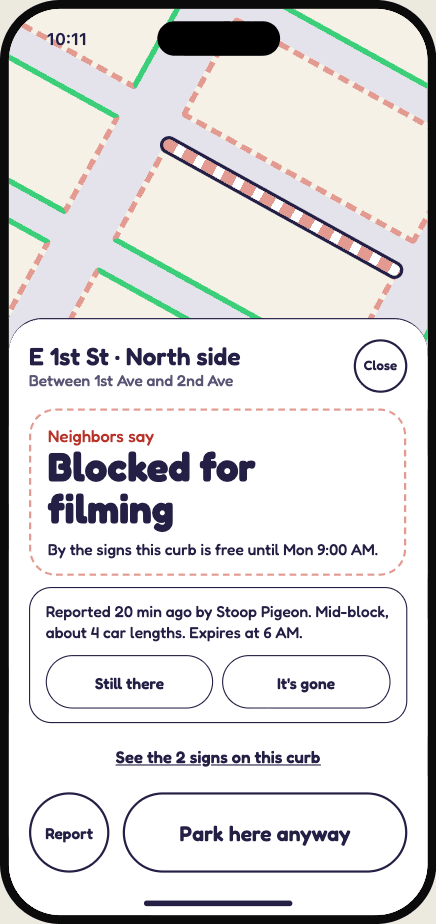 10:11
E 1st St · North side
Close
Between 1st Ave and 2nd Ave
Neighbors say
Blocked for
filming
By the signs this curb is free until Mon 9:00 AM.
Reported 20 min ago by Stoop Pigeon. Mid-block,
about 4 car lengths. Expires at 6 AM.
Still there
It's gone
See the 2 signs on this curb
Report
Park here anyway